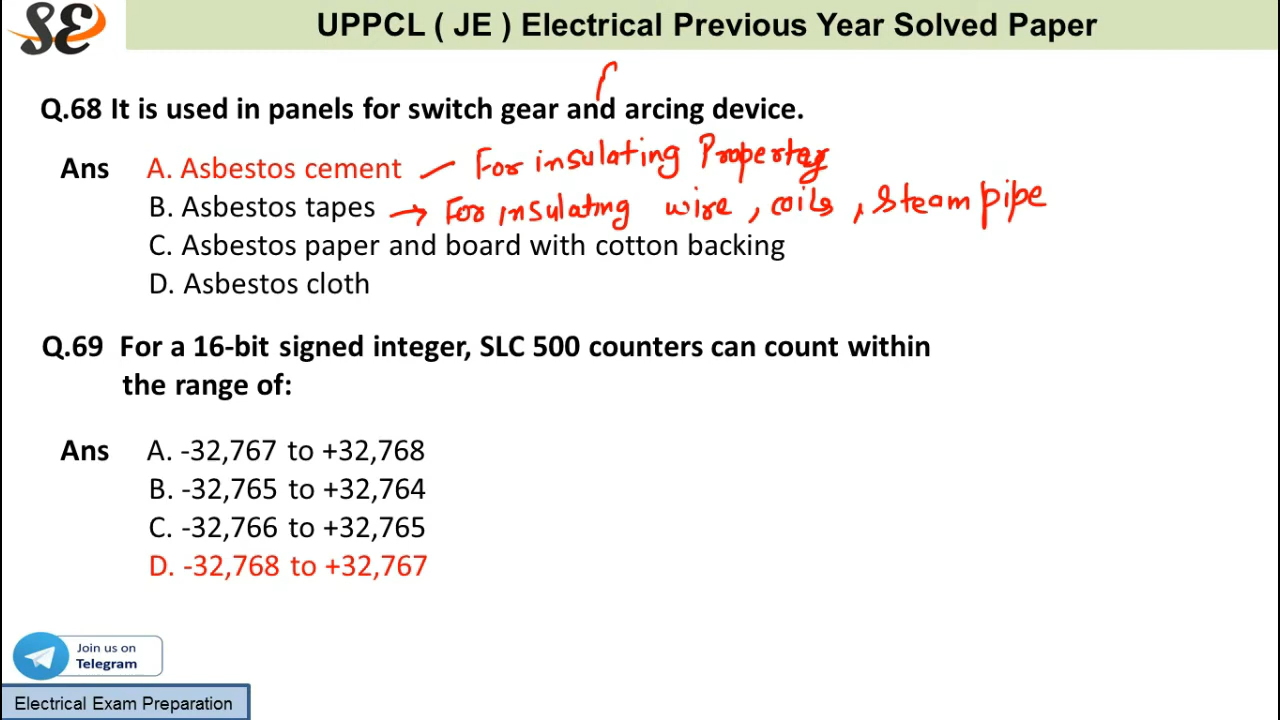 SE
UPPCL ( JE ) Electrical Previous Year Solved Paper
Q.68 It is used in panels for switch gear and arcing device.
Ans A. Asbestos cement – For insulating Property
B. Asbestos tapes → For insulating wire, coils, steam pipe
C. Asbestos paper and board with cotton backing
D. Asbestos cloth
Q.69 For a 16-bit signed integer, SLC 500 counters can count within
the range of:
Ans A. -32,767 to +32,768
B. -32,765 to +32,764
C. -32,766 to +32,765
D. -32,768 to +32,767
Join us on
Telegram
Electrical Exam Preparation